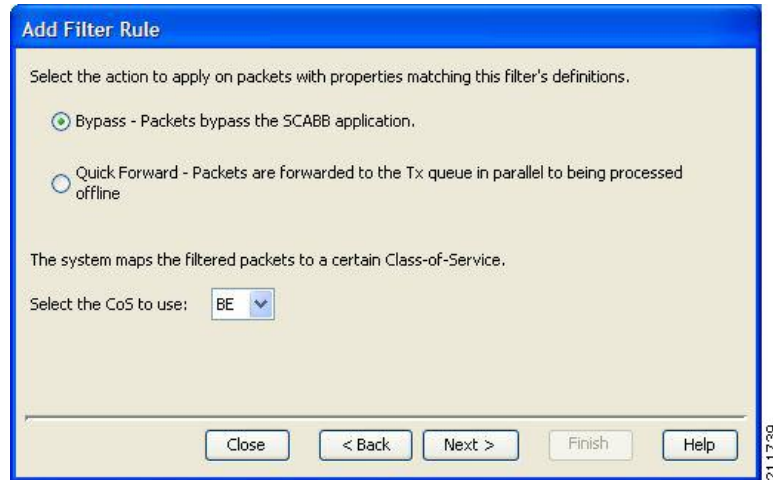 Add Filter Rule
Select the action to apply on packets with properties matching this filter's definitions.
Bypass - Packets bypass the SCABB application.
Quick Forward - Packets are forwarded to the Tx queue in parallel to being processed
offline
The system maps the filtered packets to a certain Class-of-Service.
Select the CoS to use: BE
Close < Back Next > Finish Help
211739